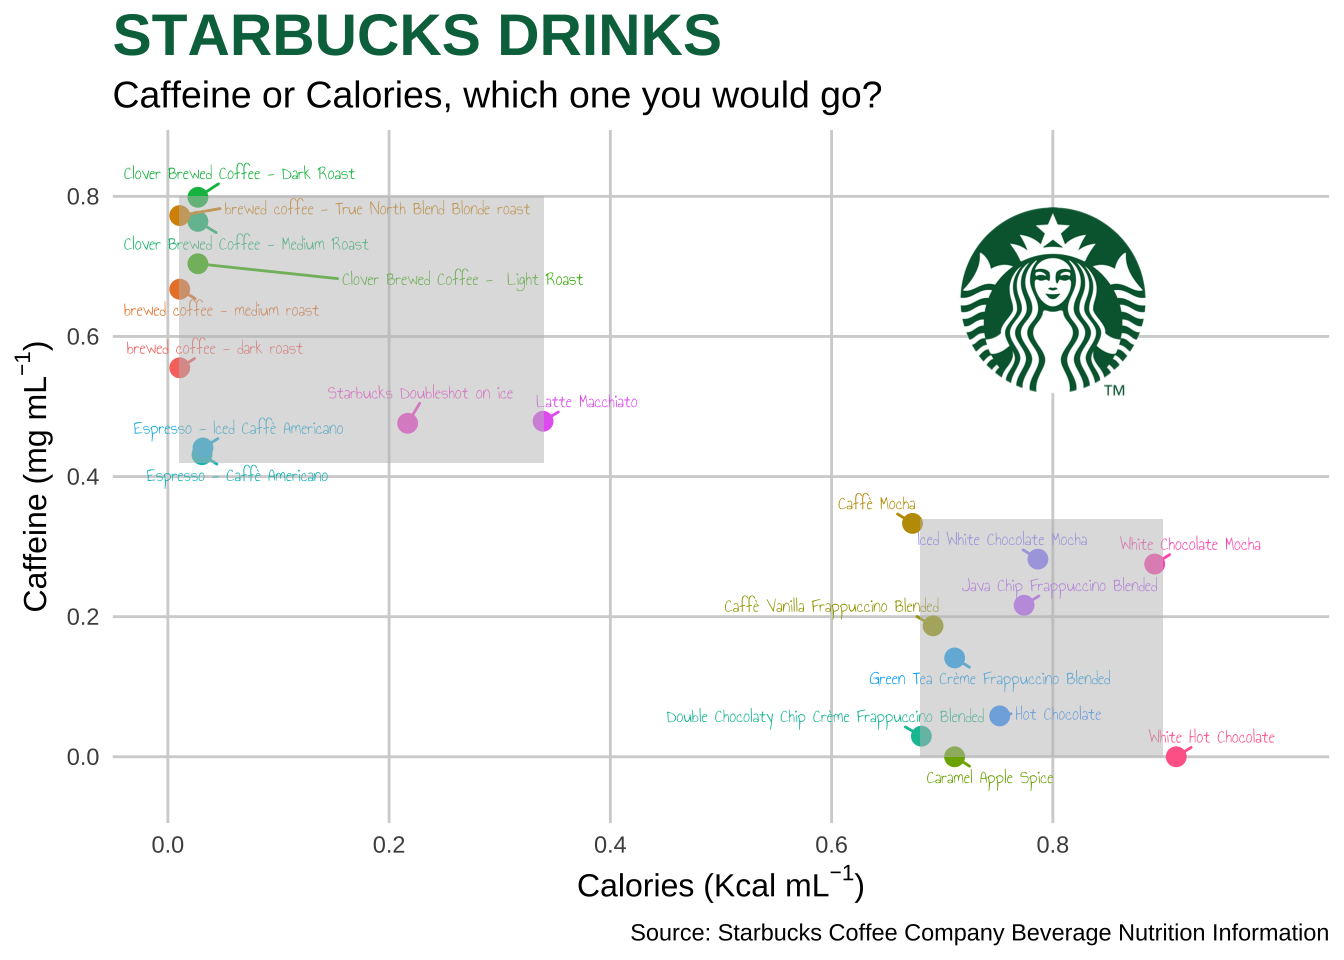 STARBUCKS DRINKS
Caffeine or Calories, which one you would go?
Clover Brewed Coffee - Dark Roast
brewed coffee - True North Blend Blonde roast
Clover Brewed Coffee - Medium Roast
Clover Brewed Coffee - Light Roast
brewed coffee - medium roast
brewed coffee - dark roast
Starbucks Doubleshot on ice
Latte Macchiato
Espresso - Iced Caffè Americano
Espresso - Caffè Americano
Caffè Mocha
Iced White Chocolate Mocha
White Chocolate Mocha
Java Chip Frappuccino Blended
Caffè Vanilla Frappuccino Blended
Green Tea Crème Frappuccino Blended
Double Chocolaty Chip Crème Frappuccino Blended
Hot Chocolate
White Hot Chocolate
Caramel Apple Spice
TM
0.8
0.6
0.4
0.2
0.0
Caffeine (mg mL⁻¹)
0.0 0.2 0.4 0.6 0.8
Calories (Kcal mL⁻¹)
Source: Starbucks Coffee Company Beverage Nutrition Information